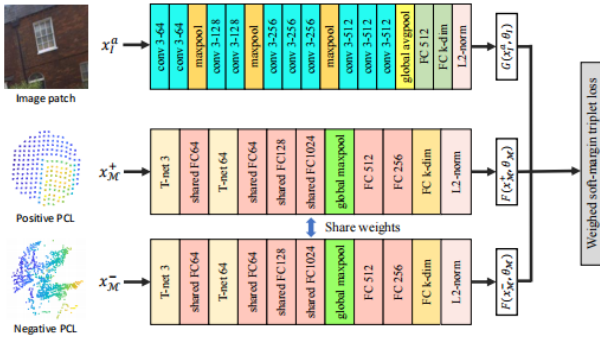 Image patch
x_I^a
conv 3-64
conv 3-64
maxpool
conv 3-128
conv 3-128
maxpool
conv 3-256
conv 3-256
conv 3-256
maxpool
conv 3-512
conv 3-512
conv 3-512
global avgpool
FC 512
FC k-dim
L2-norm
G(x_I^a, θ_I)
Positive PCL
x_M^+
T-net 3
shared FC64
T-net 64
shared FC64
shared FC128
shared FC1024
global maxpool
FC 512
FC 256
FC k-dim
L2-norm
F(x_M^+, θ_M)
Share weights
Negative PCL
x_M^-
T-net 3
shared FC64
T-net 64
shared FC64
shared FC128
shared FC1024
global maxpool
FC 512
FC 256
FC k-dim
L2-norm
F(x_M^-, θ_M)
Weighed soft-margin triplet loss